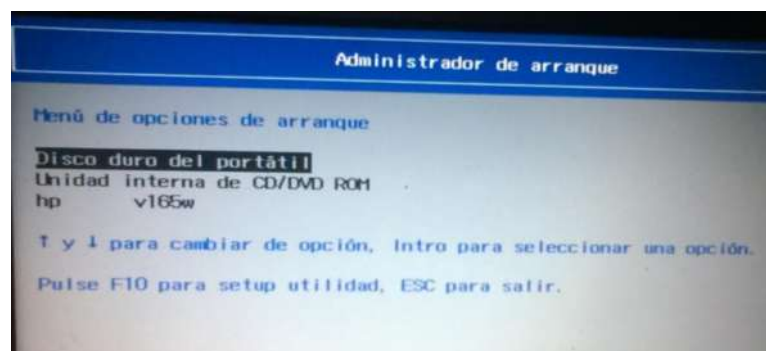 Administrador de arranque
Menú de opciones de arranque
Disco duro del portátil
Unidad interna de CD/DVD ROM
hp v165w
↑ y ↓ para cambiar de opción, Intro para seleccionar una opción.
Pulse F10 para setup utilidad, ESC para salir.